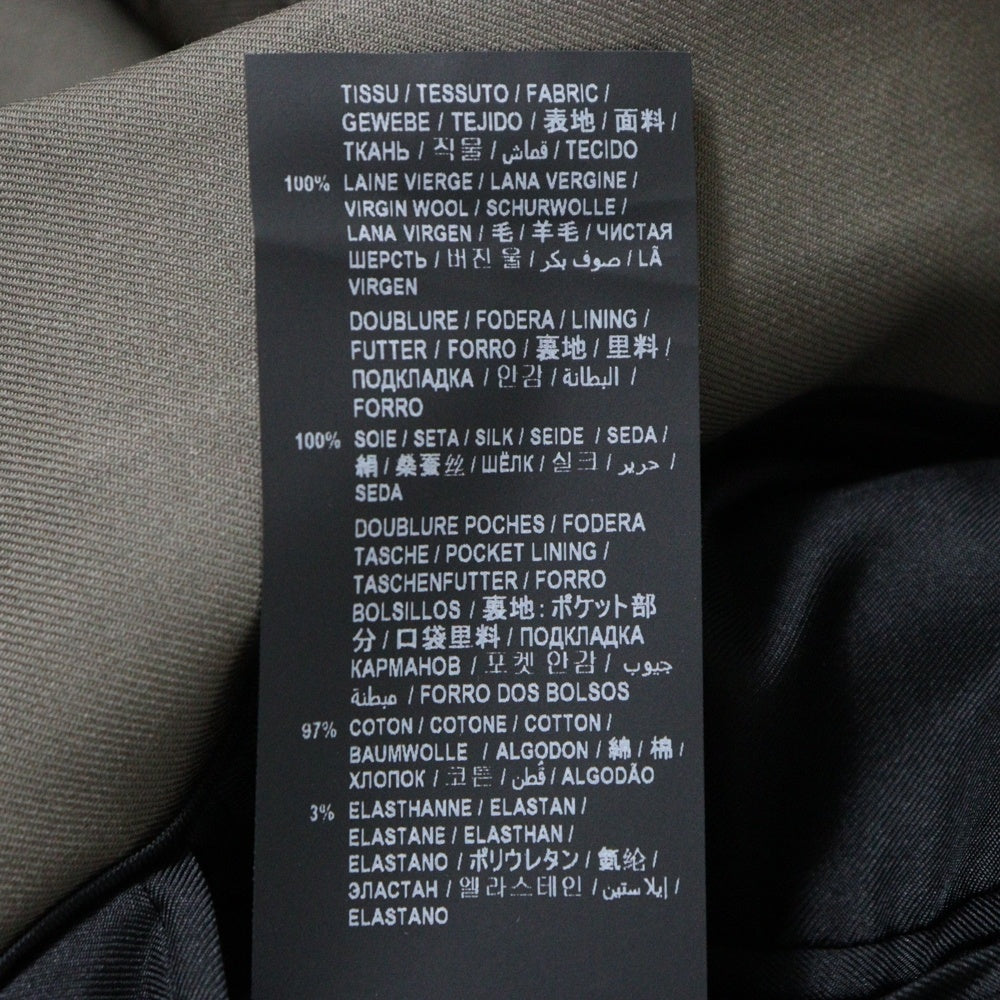 TISSU / TESSUTO / FABRIC /
GEWEBE / TEJIDO / 表地 / 面料 /
ТКАНЬ / 직물 / قماش / TECIDO
100% LAINE VIERGE / LANA VERGINE /
VIRGIN WOOL / SCHURWOLLE /
LANA VIRGEN / 毛 / 羊毛 / ЧИСТАЯ
ШЕРСТЬ / 버진 울 / صوف بكر / LÃ
VIRGEN
DOUBLURE / FODERA / LINING /
FUTTER / FORRO / 裏地 / 里料 /
ПОДКЛАДКА / 안감 / البطانة /
FORRO
100% SOIE / SETA / SILK / SEIDE / SEDA /
絹 / 桑蚕丝 / ШЁЛК / 실크 / حرير /
SEDA
DOUBLURE POCHES / FODERA
TASCHE / POCKET LINING /
TASCHENFUTTER / FORRO
BOLSILLOS / 裏地: ポケット部
分 / 口袋里料 / ПОДКЛАДКА
КАРМАНОВ / 포켓 안감 / جيوب
مبطنة / FORRO DOS BOLSOS
97% COTON / COTONE / COTTON /
BAUMWOLLE / ALGODON / 綿 / 棉 /
ХЛОПОК / 코튼 / قُطن / ALGODÃO
3% ELASTHANNE / ELASTAN /
ELASTANE / ELASTHAN /
ELASTANO / ポリウレタン / 氨纶 /
ЭЛАСТАН / 엘라스테인 / إيلاستين /
ELASTANO